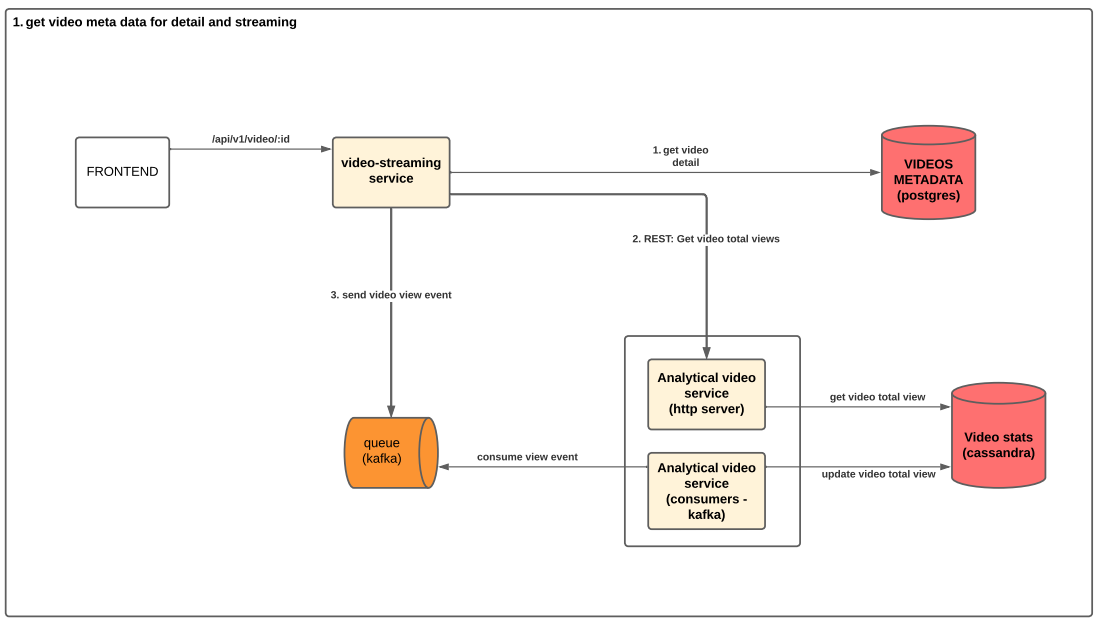 1. get video meta data for detail and streaming
/api/v1/video/:id
FRONTEND
video-streaming
service
1. get video
detail
VIDEOS
METADATA
(postgres)
2. REST: Get video total views
3. send video view event
Analytical video
service
(http server)
get video total view
Video stats
(cassandra)
queue
(kafka)
consume view event
Analytical video
service
(consumers -
kafka)
update video total view